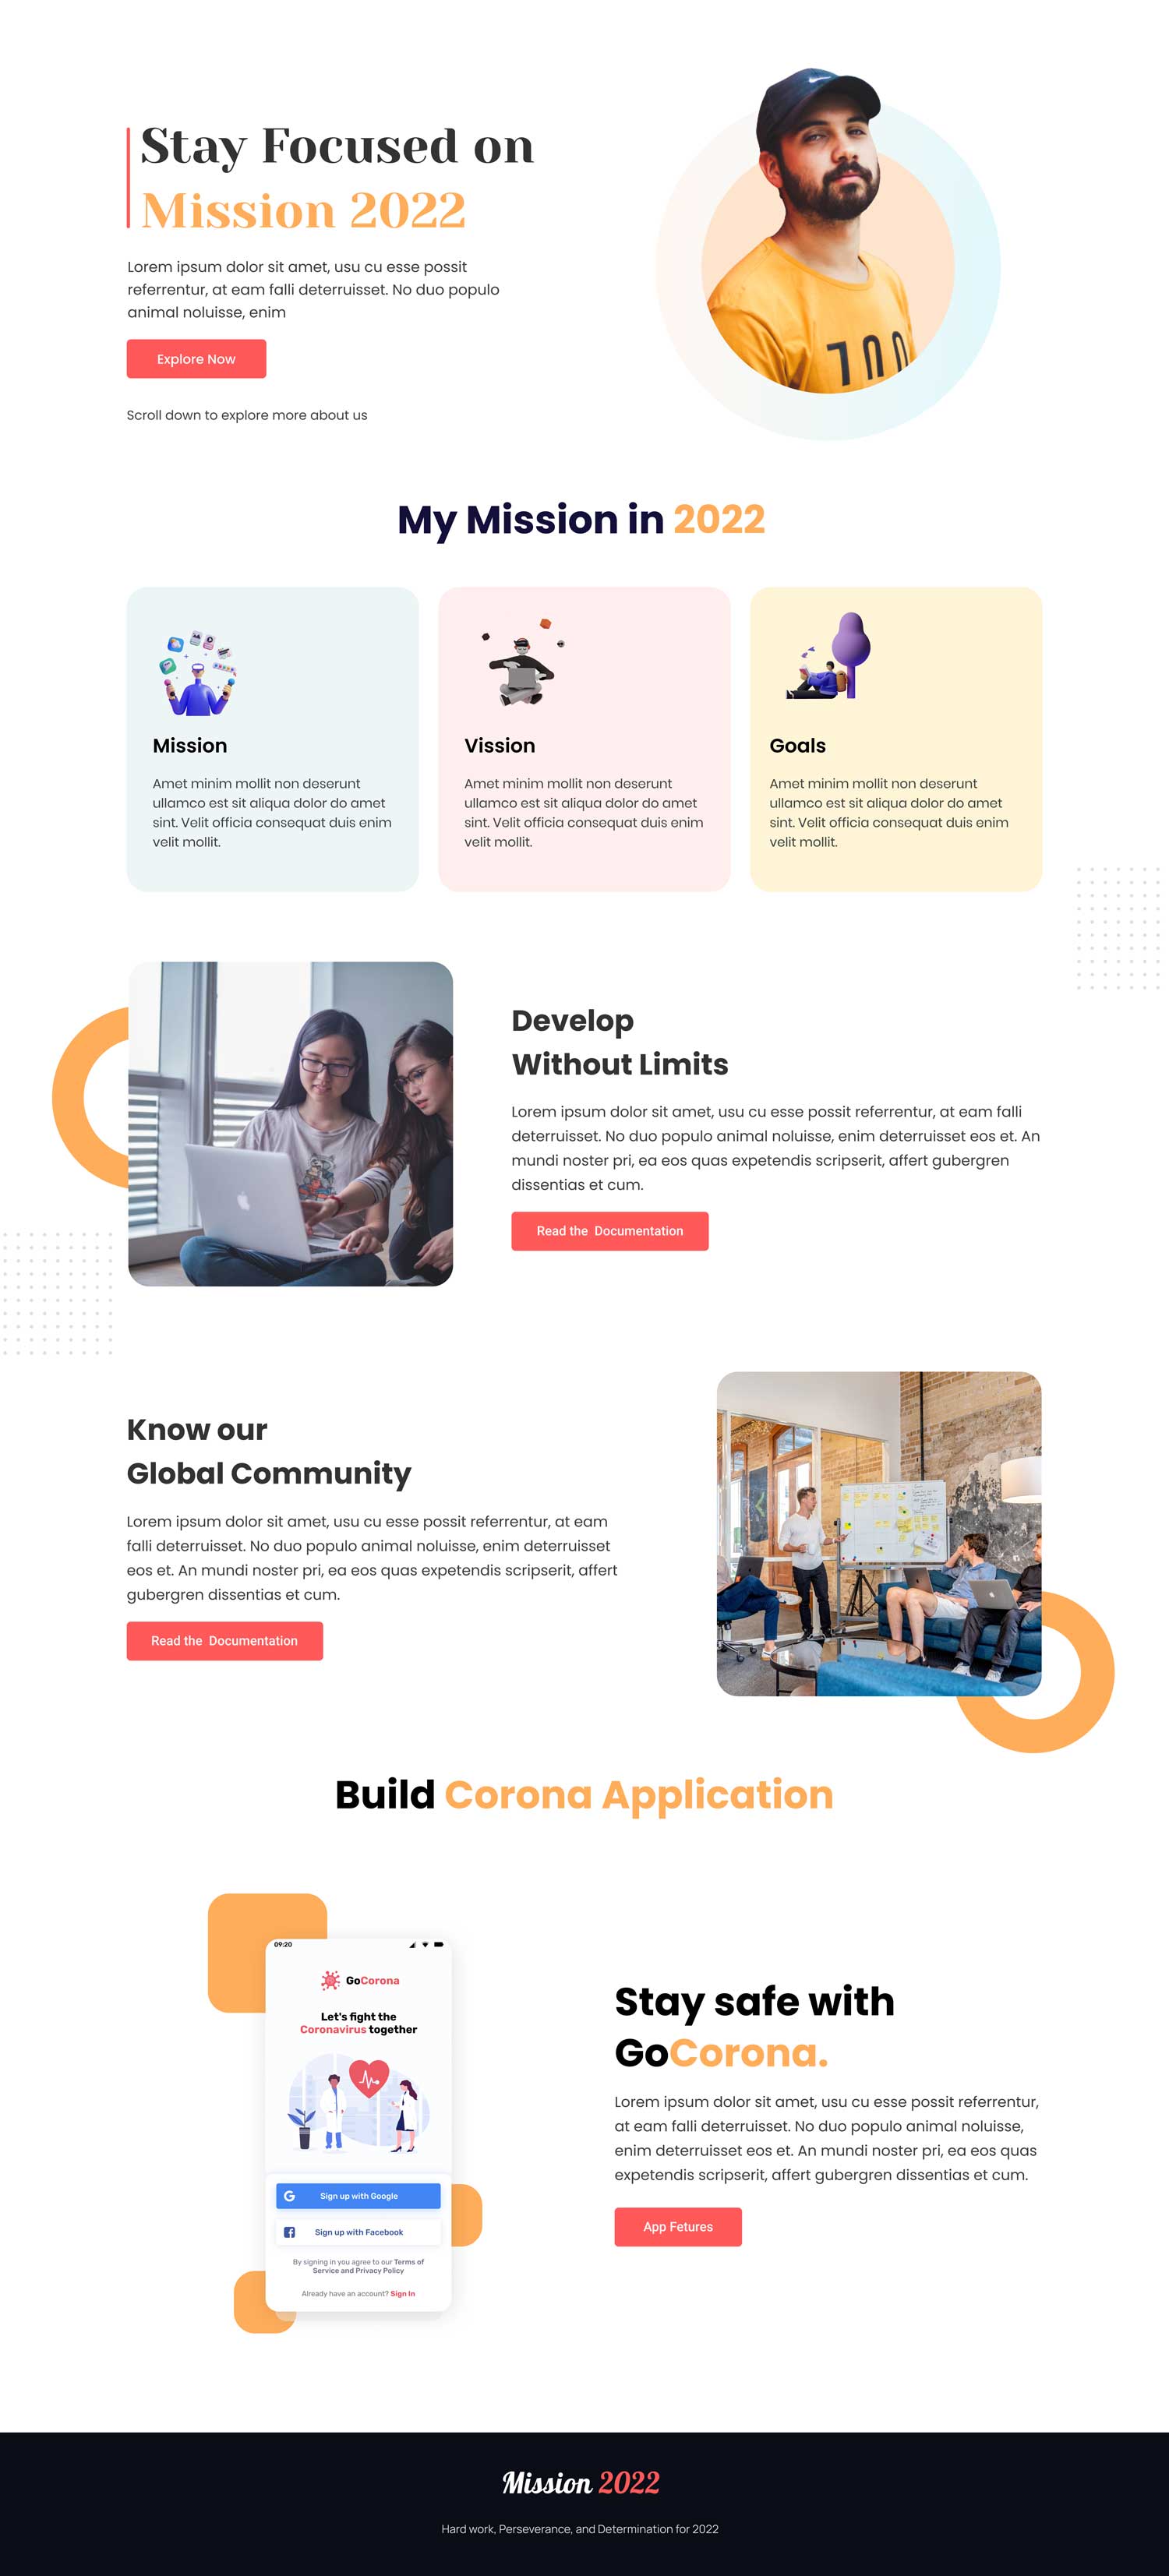 Stay Focused on
Mission 2022
Lorem ipsum dolor sit amet, usu cu esse possit
referrentur, at eam falli deterruisset. No duo populo
animal noluisse, enim
Explore Now
Scroll down to explore more about us
100
My Mission in 2022
Mission
Amet minim mollit non deserunt
ullamco est sit aliqua dolor do amet
sint. Velit officia consequat duis enim
velit mollit.
Vission
Amet minim mollit non deserunt
ullamco est sit aliqua dolor do amet
sint. Velit officia consequat duis enim
velit mollit.
Goals
Amet minim mollit non deserunt
ullamco est sit aliqua dolor do amet
sint. Velit officia consequat duis enim
velit mollit.
Develop
Without Limits
Lorem ipsum dolor sit amet, usu cu esse possit referrentur, at eam falli
deterruisset. No duo populo animal noluisse, enim deterruisset eos et. An
mundi noster pri, ea eos quas expetendis scripserit, affert gubergren
dissentias et cum.
Read the  Documentation
Know our
Global Community
Lorem ipsum dolor sit amet, usu cu esse possit referrentur, at eam
falli deterruisset. No duo populo animal noluisse, enim deterruisset
eos et. An mundi noster pri, ea eos quas expetendis scripserit, affert
gubergren dissentias et cum.
Read the  Documentation
Build Corona Application
09:20
GoCorona
Let's fight the
Coronavirus together
Sign up with Google
Sign up with Facebook
By signing in you agree to our Terms of
Service and Privacy Policy
Already have an account? Sign In
Stay safe with
GoCorona.
Lorem ipsum dolor sit amet, usu cu esse possit referrentur,
at eam falli deterruisset. No duo populo animal noluisse,
enim deterruisset eos et. An mundi noster pri, ea eos quas
expetendis scripserit, affert gubergren dissentias et cum.
App Fetures
Mission 2022
Hard work, Perseverance, and Determination for 2022